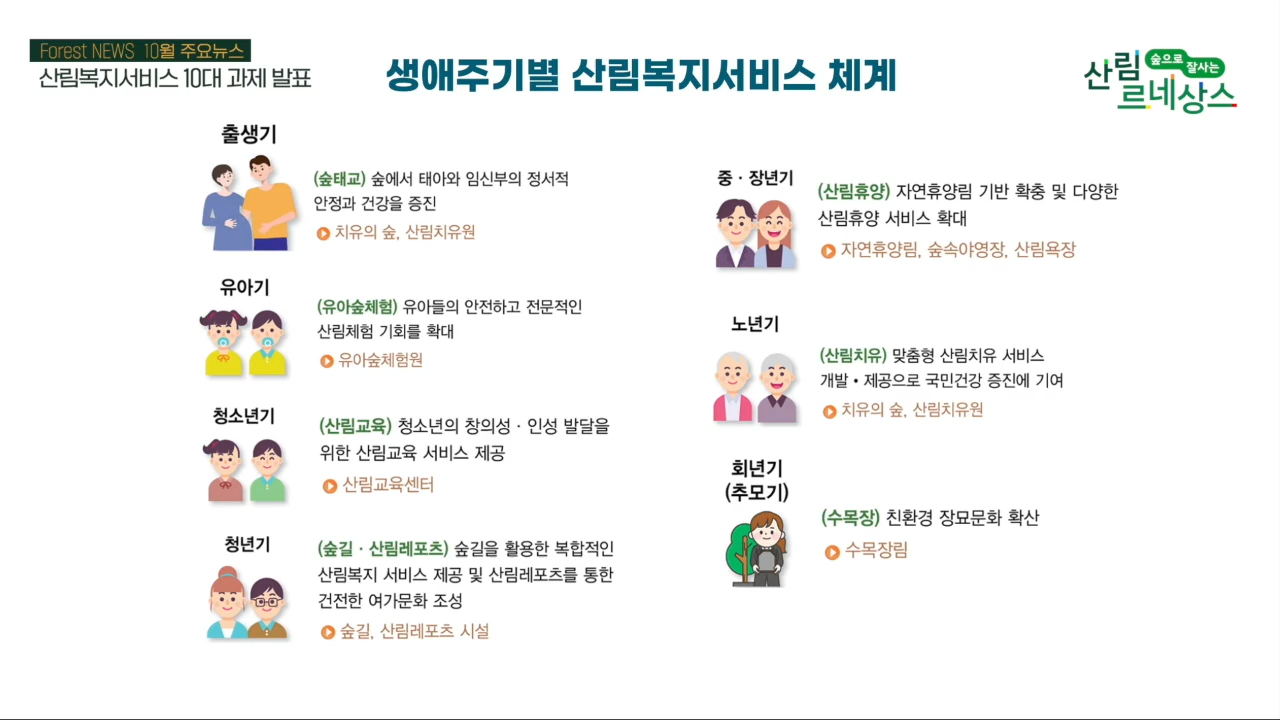 Forest NEWS 10월 주요뉴스
산림복지서비스 10대 과제 발표
생애주기별 산림복지서비스 체계
산림 숲으로 잘사는
르네상스
출생기
(숲태교) 숲에서 태아와 임신부의 정서적
안정과 건강을 증진
치유의 숲, 산림치유원
유아기
(유아숲체험) 유아들의 안전하고 전문적인
산림체험 기회를 확대
유아숲체험원
청소년기
(산림교육) 청소년의 창의성 · 인성 발달을
위한 산림교육 서비스 제공
산림교육센터
청년기
(숲길 · 산림레포츠) 숲길을 활용한 복합적인
산림복지 서비스 제공 및 산림레포츠를 통한
건전한 여가문화 조성
숲길, 산림레포츠 시설
중 · 장년기
(산림휴양) 자연휴양림 기반 확충 및 다양한
산림휴양 서비스 확대
자연휴양림, 숲속야영장, 산림욕장
노년기
(산림치유) 맞춤형 산림치유 서비스
개발 • 제공으로 국민건강 증진에 기여
치유의 숲, 산림치유원
회년기
(추모기)
(수목장) 친환경 장묘문화 확산
수목장림